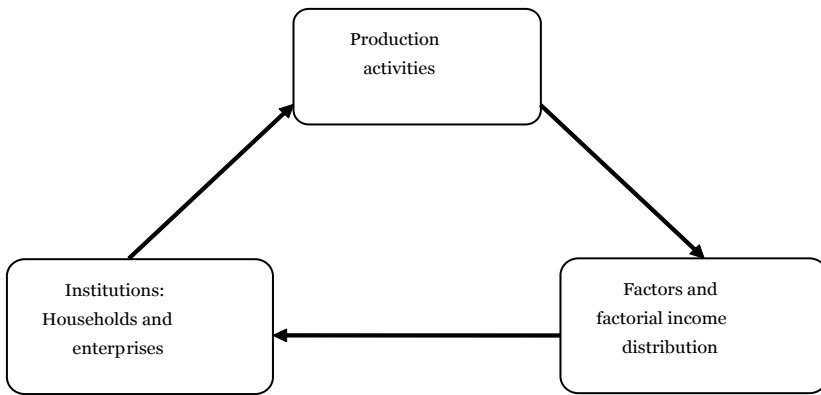 Production
activities
Institutions:
Households and
enterprises
Factors and
factorial income
distribution